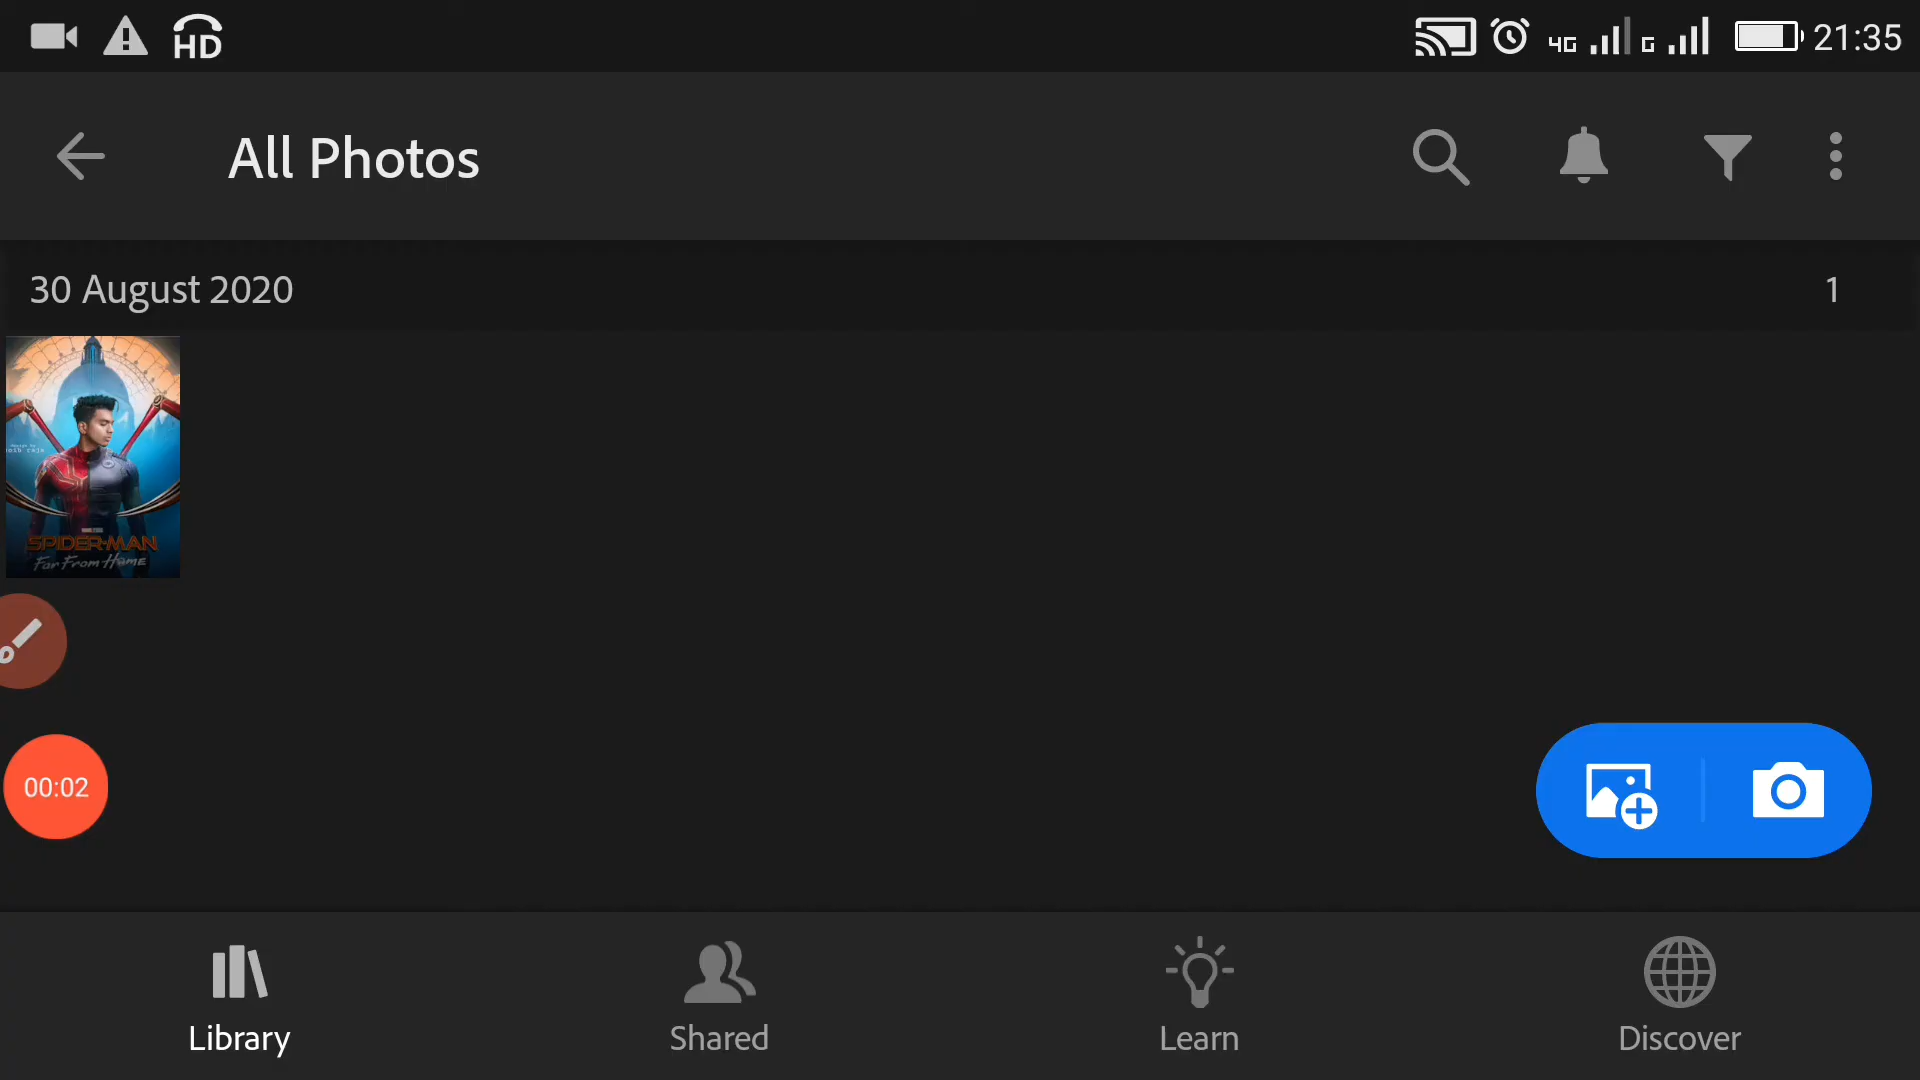 HD
4G
G
21:35
All Photos
30 August 2020
1
SPIDER-MAN
Far From Home
00:02
Library
Shared
Learn
Discover